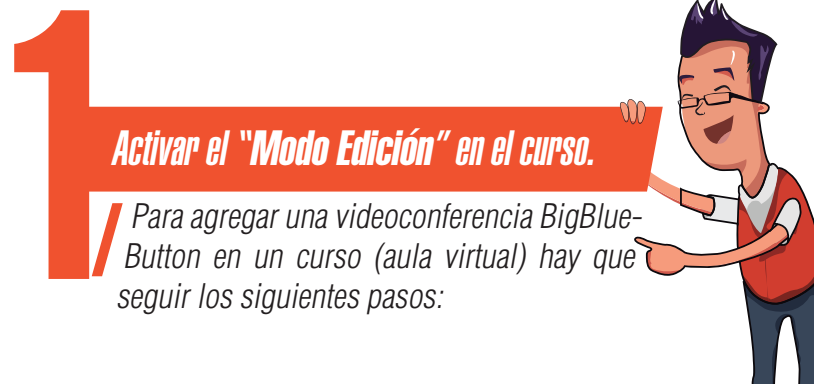 1
Activar el “Modo Edición” en el curso.
Para agregar una videoconferencia BigBlue-
Button en un curso (aula virtual) hay que
seguir los siguientes pasos: